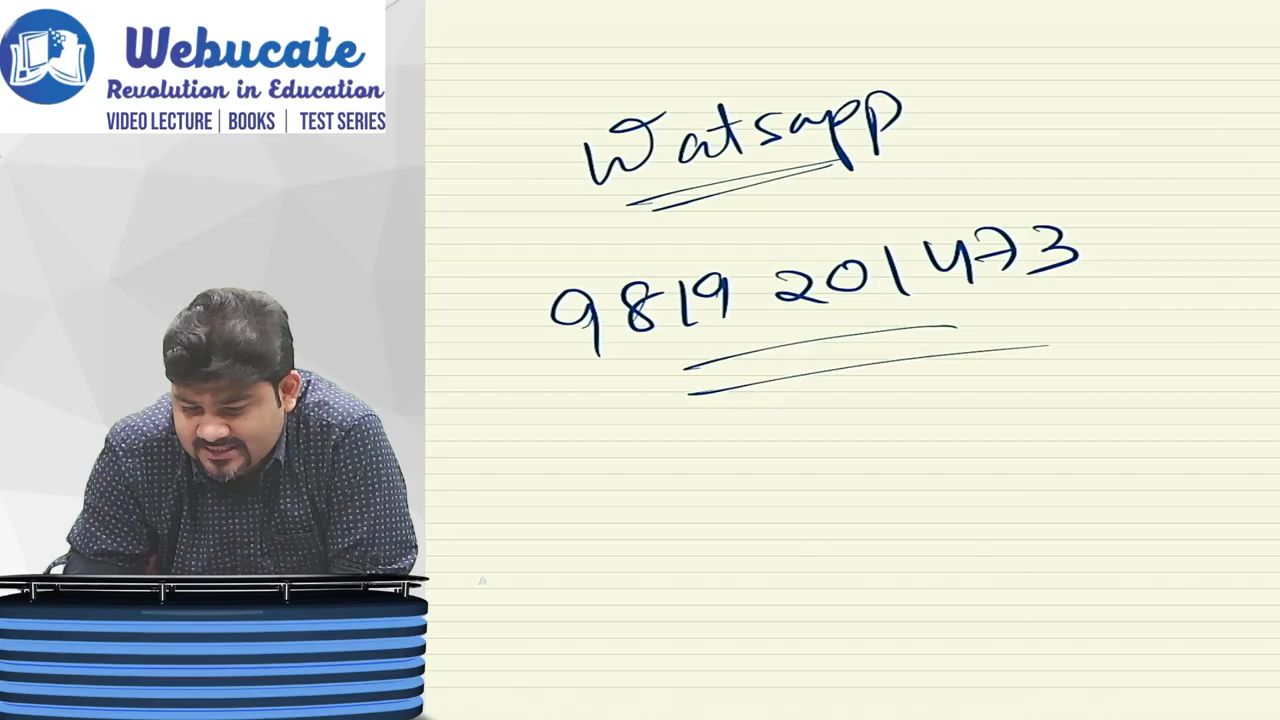 Webucate
Revolution in Education
VIDEO LECTURE | BOOKS | TEST SERIES
Watsapp
9819 201473